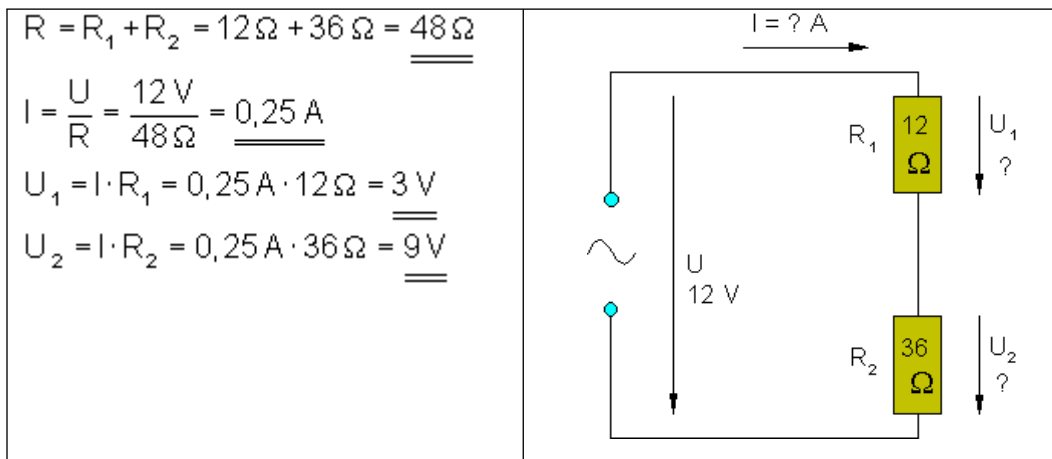 R = R₁ + R₂ = 12 Ω + 36 Ω = 48 Ω
I = U/R = 12 V/48 Ω = 0,25 A
U₁ = I · R₁ = 0,25 A · 12 Ω = 3 V
U₂ = I · R₂ = 0,25 A · 36 Ω = 9 V
I = ? A
R₁
12
Ω
U₁
?
U
12 V
R₂
36
Ω
U₂
?